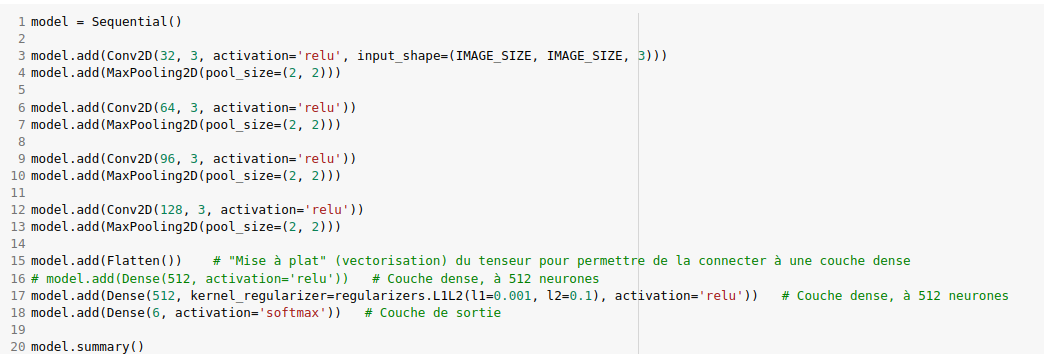 1 model = Sequential()
2
3 model.add(Conv2D(32, 3, activation='relu', input_shape=(IMAGE_SIZE, IMAGE_SIZE, 3)))
4 model.add(MaxPooling2D(pool_size=(2, 2)))
5
6 model.add(Conv2D(64, 3, activation='relu'))
7 model.add(MaxPooling2D(pool_size=(2, 2)))
8
9 model.add(Conv2D(96, 3, activation='relu'))
10 model.add(MaxPooling2D(pool_size=(2, 2)))
11
12 model.add(Conv2D(128, 3, activation='relu'))
13 model.add(MaxPooling2D(pool_size=(2, 2)))
14
15 model.add(Flatten())    # "Mise à plat" (vectorisation) du tenseur pour permettre de la connecter à une couche dense
16 # model.add(Dense(512, activation='relu'))   # Couche dense, à 512 neurones
17 model.add(Dense(512, kernel_regularizer=regularizers.L1L2(l1=0.001, l2=0.1), activation='relu'))   # Couche dense, à 512 neurones
18 model.add(Dense(6, activation='softmax'))   # Couche de sortie
19
20 model.summary()